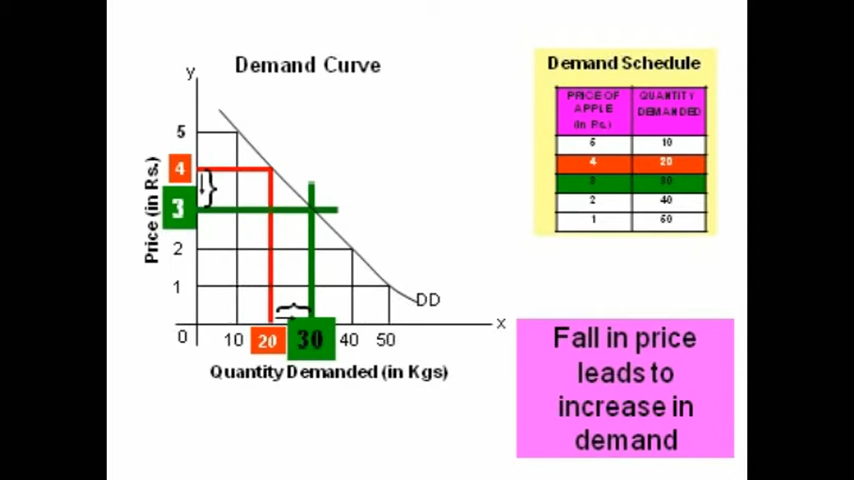 Demand Curve
y
5
4
3
2
1
0
10
20
30
40
50
x
DD
Price (in Rs.)
Quantity Demanded (in Kgs)
Demand Schedule
PRICE OF APPLE (in Rs.)
QUANTITY DEMANDED
5 10
4 20
3 30
2 40
1 50
Fall in price
leads to
increase in
demand